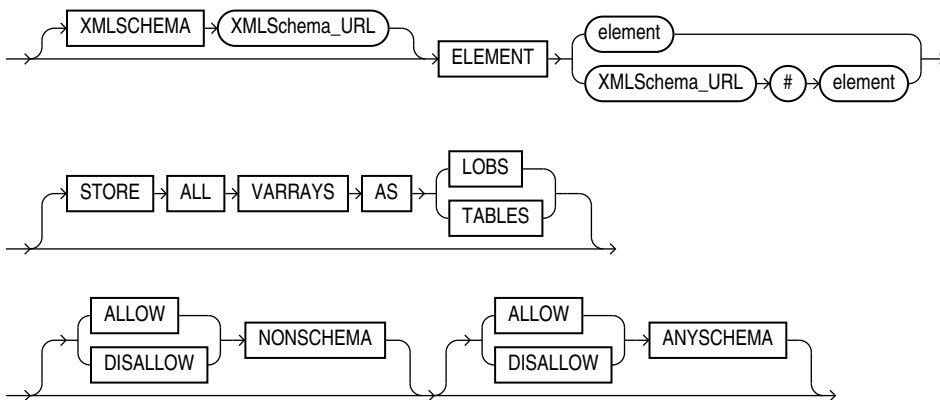 XMLSCHEMA XMLSchema_URL
ELEMENT
element
XMLSchema_URL # element
STORE ALL VARRAYS AS
LOBS
TABLES
ALLOW
DISALLOW
NONSCHEMA
ALLOW
DISALLOW
ANYSCHEMA